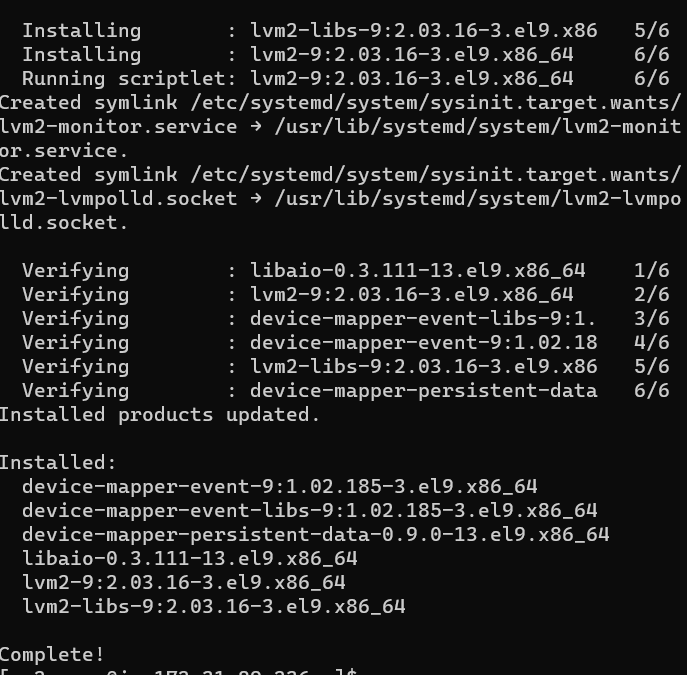 Installing : lvm2-libs-9:2.03.16-3.el9.x86 5/6
Installing : lvm2-9:2.03.16-3.el9.x86_64 6/6
Running scriptlet: lvm2-9:2.03.16-3.el9.x86_64 6/6
Created symlink /etc/systemd/system/sysinit.target.wants/
lvm2-monitor.service → /usr/lib/systemd/system/lvm2-monit
or.service.
Created symlink /etc/systemd/system/sysinit.target.wants/
lvm2-lvmpolld.socket → /usr/lib/systemd/system/lvm2-lvmpo
lld.socket.
Verifying : libaio-0.3.111-13.el9.x86_64 1/6
Verifying : lvm2-9:2.03.16-3.el9.x86_64 2/6
Verifying : device-mapper-event-libs-9:1. 3/6
Verifying : device-mapper-event-9:1.02.18 4/6
Verifying : lvm2-libs-9:2.03.16-3.el9.x86 5/6
Verifying : device-mapper-persistent-data 6/6
Installed products updated.
Installed:
device-mapper-event-9:1.02.185-3.el9.x86_64
device-mapper-event-libs-9:1.02.185-3.el9.x86_64
device-mapper-persistent-data-0.9.0-13.el9.x86_64
libaio-0.3.111-13.el9.x86_64
lvm2-9:2.03.16-3.el9.x86_64
lvm2-libs-9:2.03.16-3.el9.x86_64
Complete!